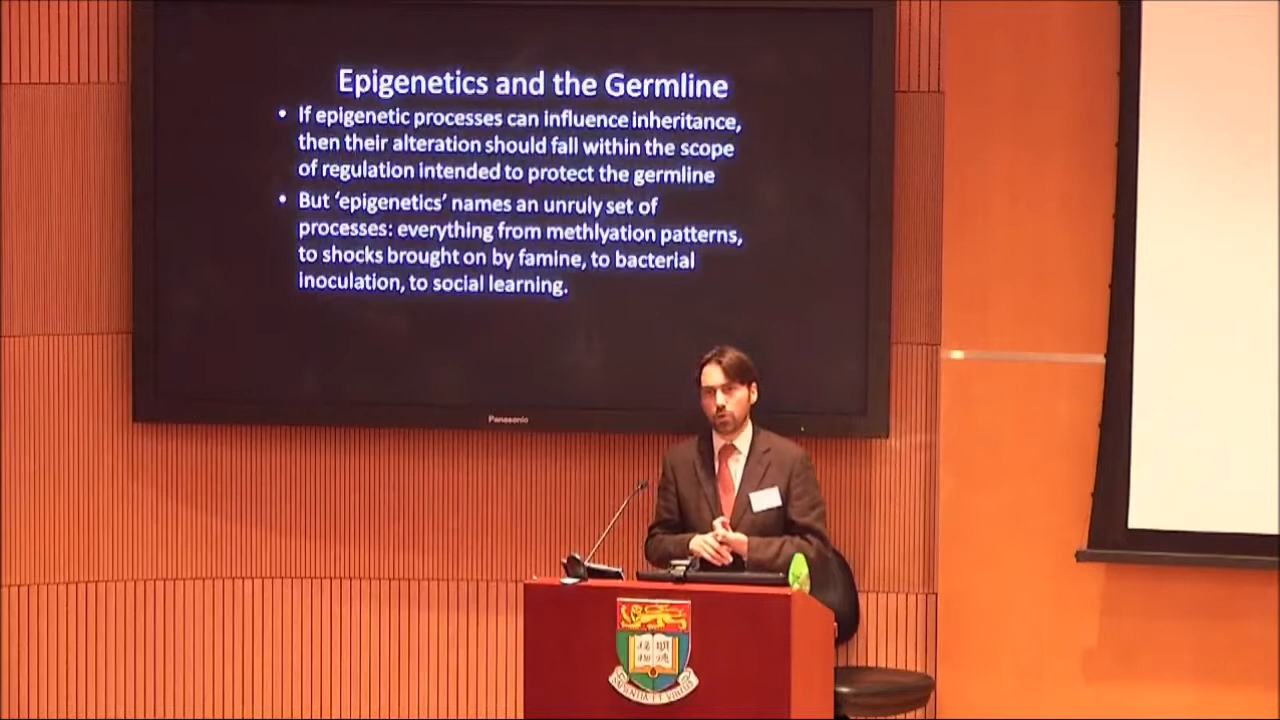 Epigenetics and the Germline
• If epigenetic processes can influence inheritance,
then their alteration should fall within the scope
of regulation intended to protect the germline
• But ‘epigenetics’ names an unruly set of
processes: everything from methlyation patterns,
to shocks brought on by famine, to bacterial
inoculation, to social learning.
Panasonic